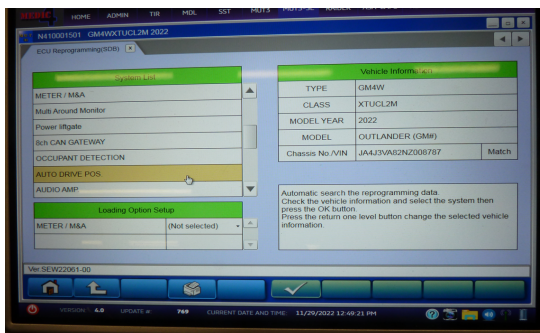 MEDIC HOME ADMIN TIR MDL SST MUT3 MUT3-SE
N410001501 GM4WXTUCL2M 2022
ECU Reprogramming(SDB)
System List
METER / M&A
Multi Around Monitor
Power liftgate
8ch CAN GATEWAY
OCCUPANT DETECTION
AUTO DRIVE POS.
AUDIO AMP.
Loading Option Setup
METER / M&A (Not selected)
Vehicle Information
TYPE GM4W
CLASS XTUCL2M
MODEL YEAR 2022
MODEL OUTLANDER (GM#)
Chassis No./VIN JA4J3VA82NZ008787 Match
Automatic search the reprogramming data.
Check the vehicle information and select the system then
press the OK button.
Press the return one level button change the selected vehicle
information.
Ver.SEW22061-00
VERSION: 4.0 UPDATE #: 769 CURRENT DATE AND TIME: 11/29/2022 12:49:21 PM